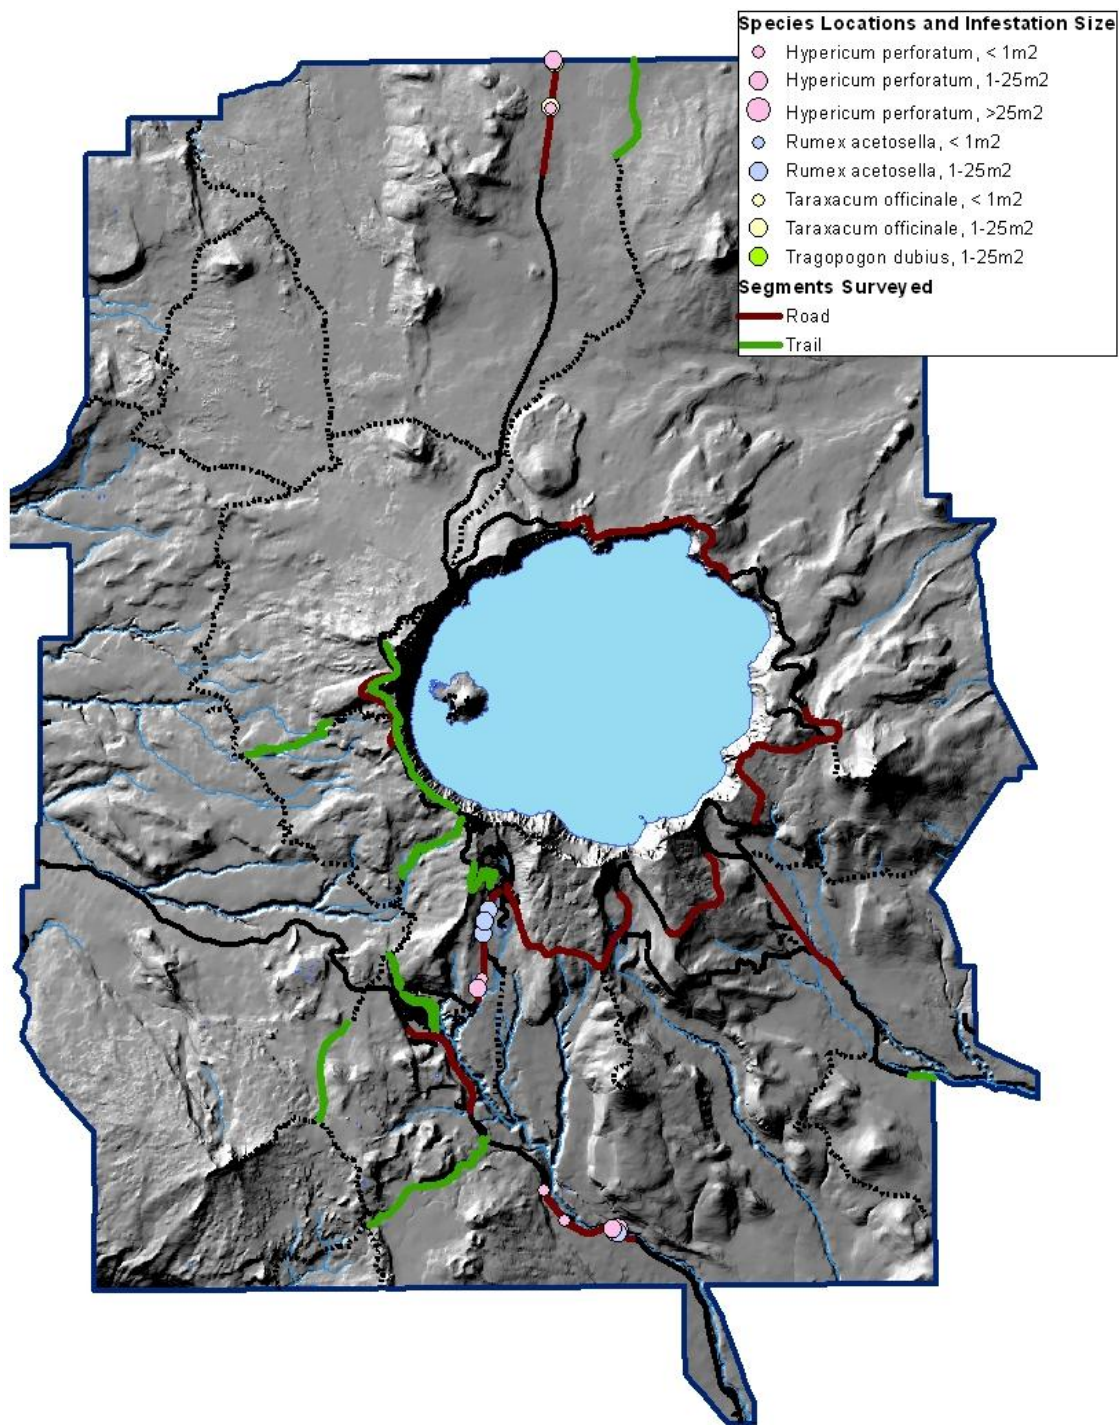 Species Locations and Infestation Size
Hypericum perforatum, < 1m2
Hypericum perforatum, 1-25m2
Hypericum perforatum, >25m2
Rumex acetosella, < 1m2
Rumex acetosella, 1-25m2
Taraxacum officinale, < 1m2
Taraxacum officinale, 1-25m2
Tragopogon dubius, 1-25m2
Segments Surveyed
Road
Trail